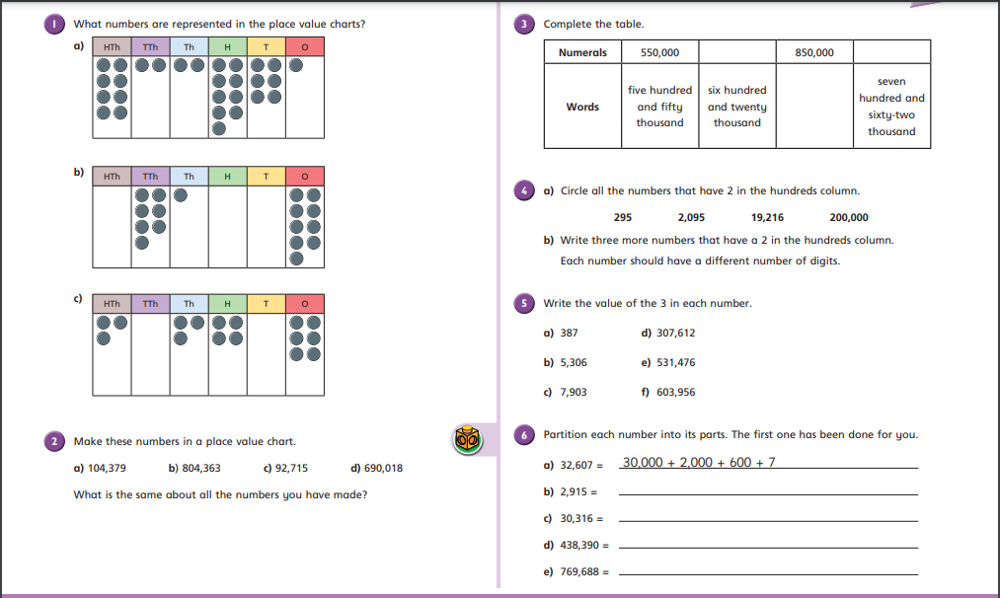 1 What numbers are represented in the place value charts?
a) HTh TTh Th H T O
b) HTh TTh Th H T O
c) HTh TTh Th H T O
2 Make these numbers in a place value chart.
a) 104,379 b) 804,363 c) 92,715 d) 690,018
What is the same about all the numbers you have made?
3 Complete the table.
Numerals 550,000 850,000
Words five hundred and fifty thousand six hundred and twenty thousand seven hundred and sixty-two thousand
4 a) Circle all the numbers that have 2 in the hundreds column.
295 2,095 19,216 200,000
b) Write three more numbers that have a 2 in the hundreds column.
Each number should have a different number of digits.
5 Write the value of the 3 in each number.
a) 387 d) 307,612
b) 5,306 e) 531,476
c) 7,903 f) 603,956
6 Partition each number into its parts. The first one has been done for you.
a) 32,607 = 30,000 + 2,000 + 600 + 7
b) 2,915 =
c) 30,316 =
d) 438,390 =
e) 769,688 =